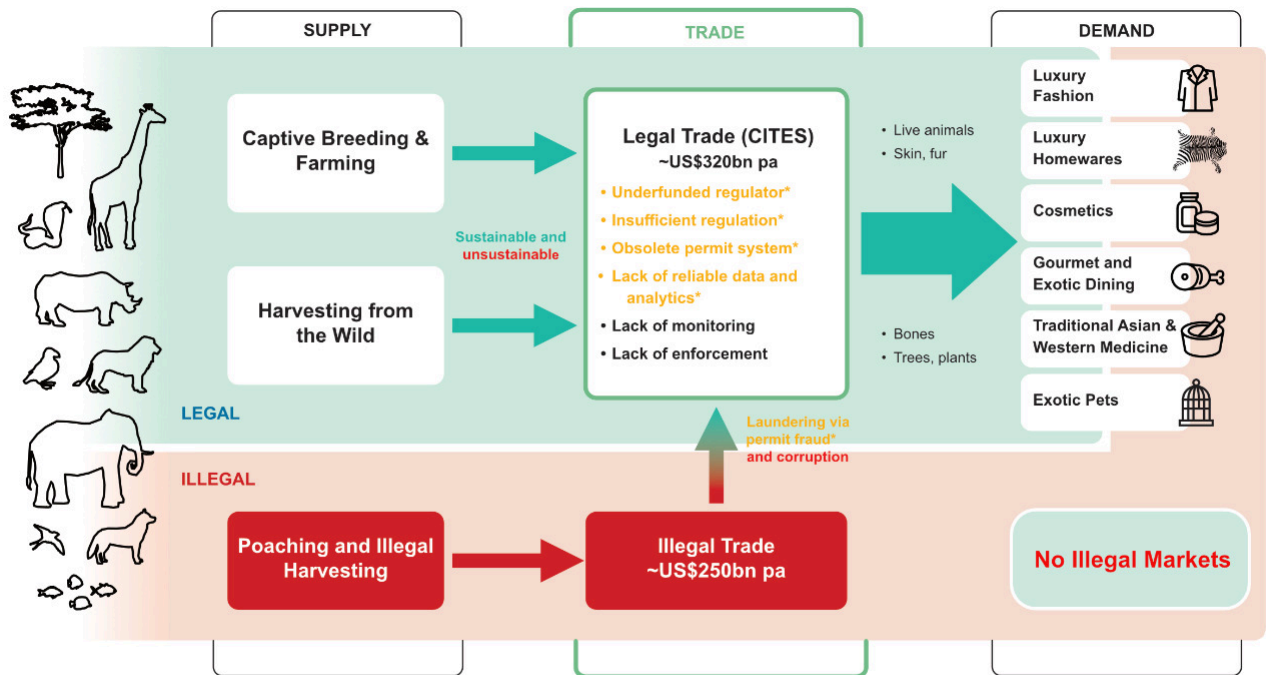 SUPPLY
TRADE
DEMAND
Captive Breeding &
Farming
Harvesting from
the Wild
Sustainable and
unsustainable
Legal Trade (CITES)
~US$320bn pa
• Underfunded regulator*
• Insufficient regulation*
• Obsolete permit system*
• Lack of reliable data and
analytics*
• Lack of monitoring
• Lack of enforcement
• Live animals
• Skin, fur
• Bones
• Trees, plants
Luxury
Fashion
Luxury
Homewares
Cosmetics
Gourmet and
Exotic Dining
Traditional Asian &
Western Medicine
Exotic Pets
LEGAL
Laundering via
permit fraud*
and corruption
ILLEGAL
Poaching and Illegal
Harvesting
Illegal Trade
~US$250bn pa
No Illegal Markets